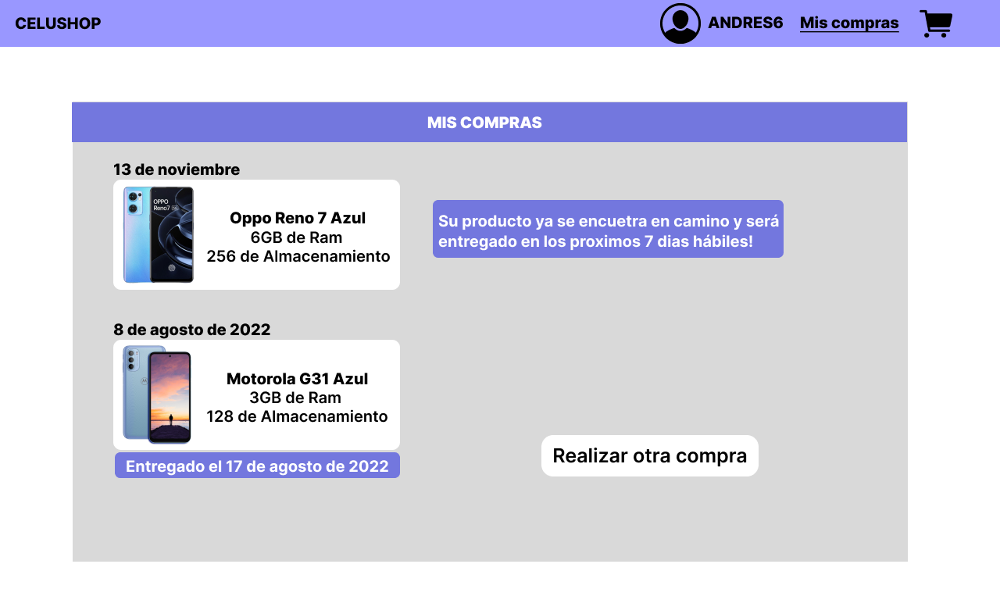 CELUSHOP
ANDRES6
Mis compras
MIS COMPRAS
13 de noviembre
OPPO
Reno7
Oppo Reno 7 Azul
6GB de Ram
256 de Almacenamiento
Su producto ya se encuetra en camino y será
entregado en los proximos 7 dias hábiles!
8 de agosto de 2022
Motorola G31 Azul
3GB de Ram
128 de Almacenamiento
Entregado el 17 de agosto de 2022
Realizar otra compra